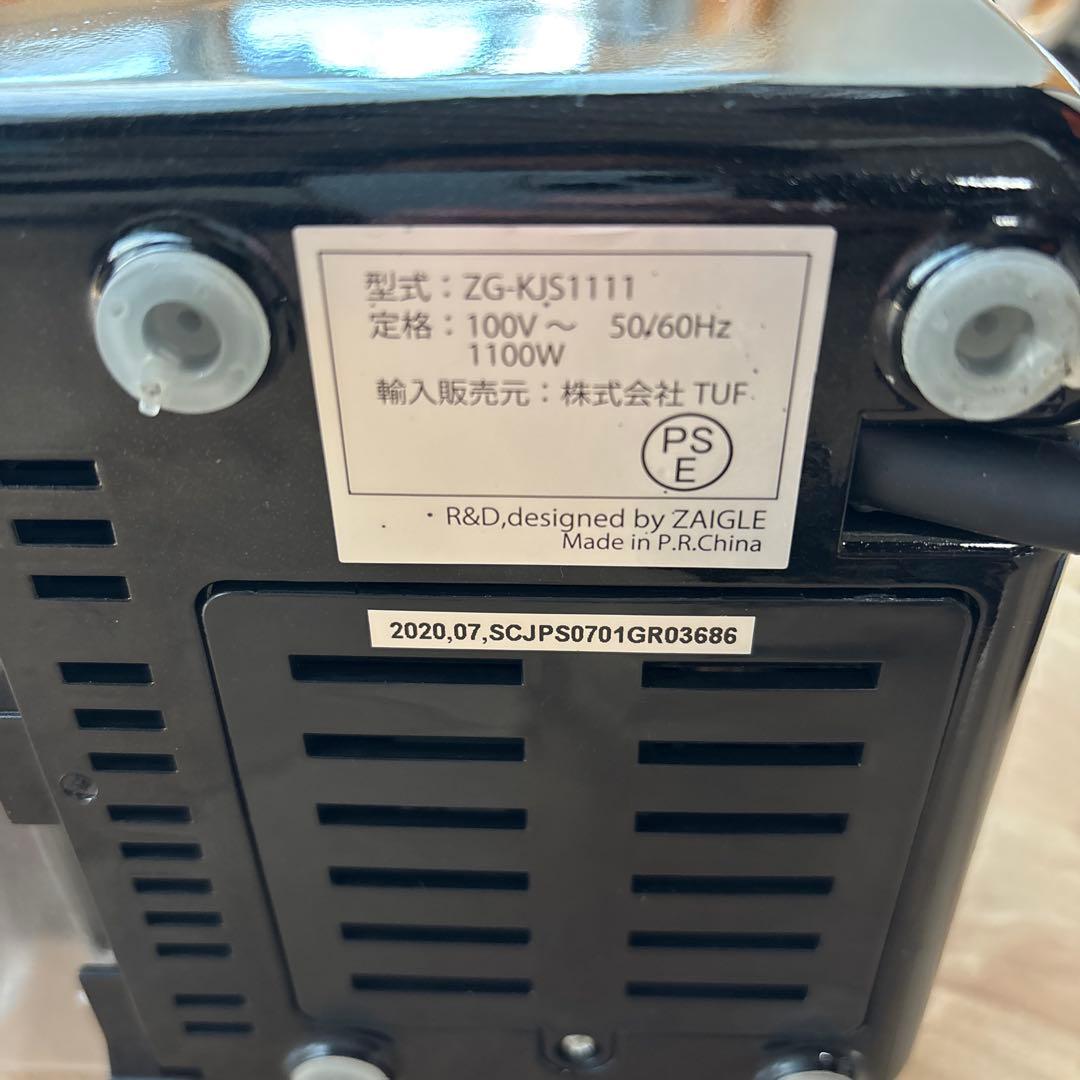 型式：ZG-KJS1111
定格：100V～ 50/60Hz
1100W
輸入販売元：株式会社 TUF
PS
E
R&D,designed by ZAIGLE
Made in P.R.China
2020,07,SCJPS0701GR03686